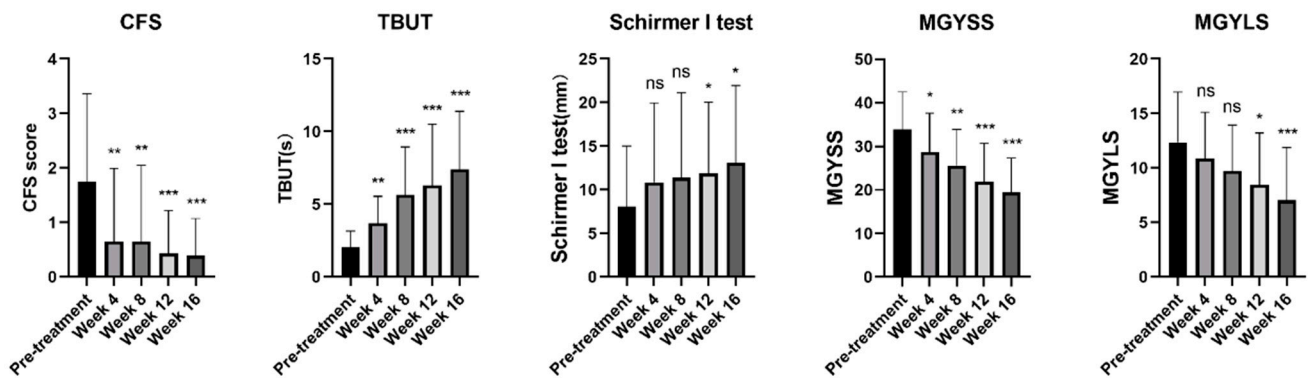 CFS
CFS score
4
3
2
1
0
** ** *** ***
Pre-treatment
Week 4
Week 8
Week 12
Week 16
TBUT
TBUT(s)
15
10
5
0
** *** *** ***
Pre-treatment
Week 4
Week 8
Week 12
Week 16
Schirmer I test
Schirmer I test(mm)
25
20
15
10
5
0
ns ns * *
Pre-treatment
Week 4
Week 8
Week 12
Week 16
MGYSS
MGYSS
50
40
30
20
10
0
* ** *** ***
Pre-treatment
Week 4
Week 8
Week 12
Week 16
MGYLS
MGYLS
20
15
10
5
0
ns ns * ***
Pre-treatment
Week 4
Week 8
Week 12
Week 16